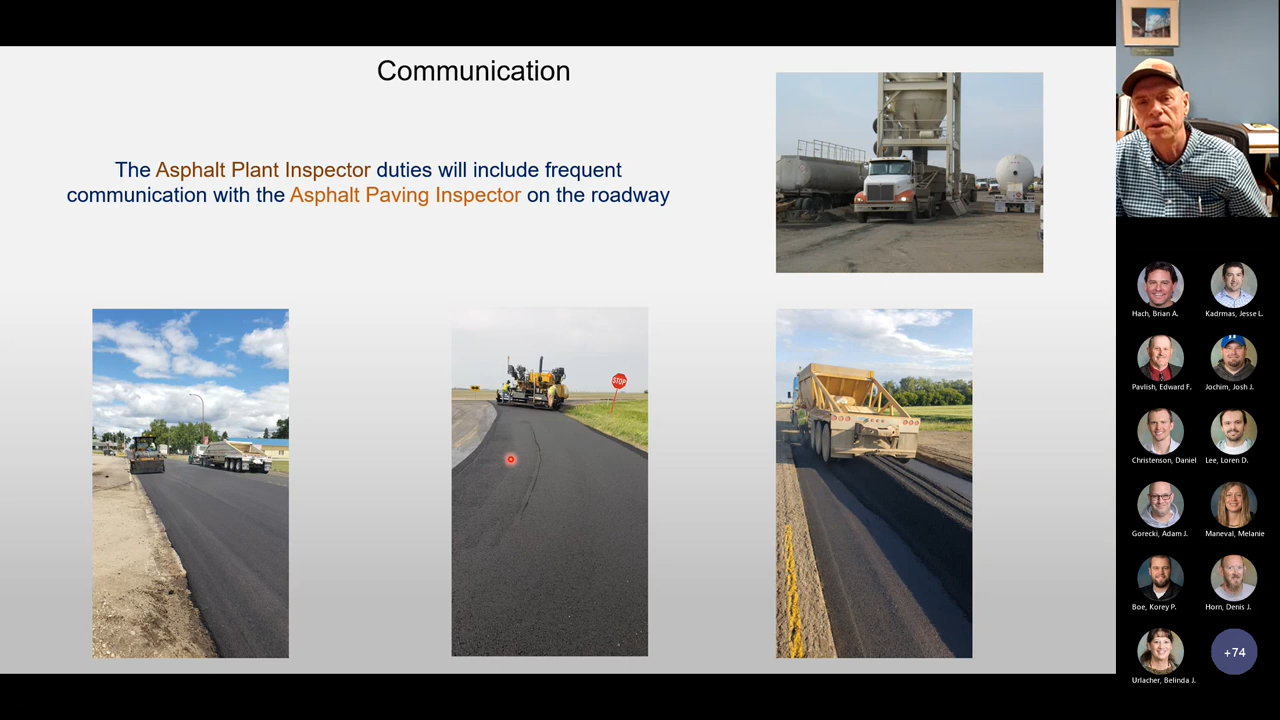 Communication
The Asphalt Plant Inspector duties will include frequent
communication with the Asphalt Paving Inspector on the roadway
STOP
Hach, Brian A.
Kadrmas, Jesse L.
Pavlish, Edward F.
Jochim, Josh J.
Christenson, Daniel
Lee, Loren D.
Gorecki, Adam J.
Maneval, Melanie
Boe, Korey P.
Horn, Denis J.
Urlacher, Belinda J.
+74